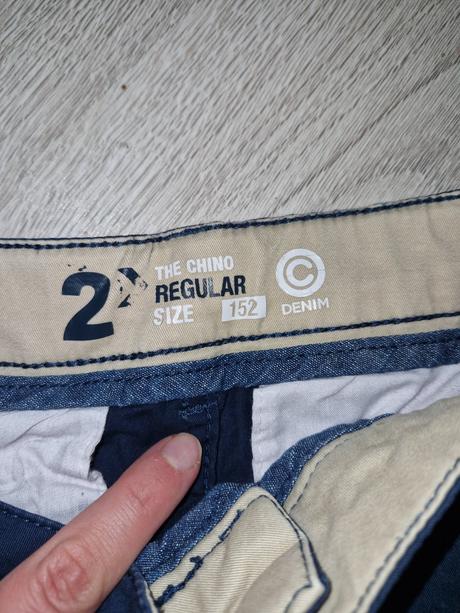 2
THE CHINO
REGULAR
SIZE 152
C
DENIM